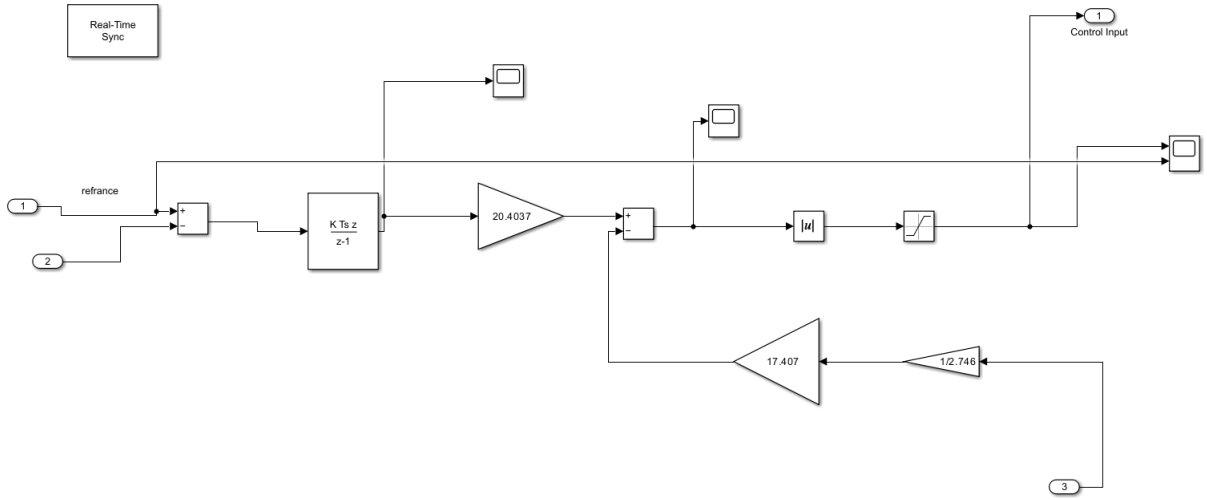 Real-Time
Sync
1
Control Input
refrance
1
+
−
2
K Ts z
z-1
20.4037
+
−
|u|
17.407
1/2.746
3